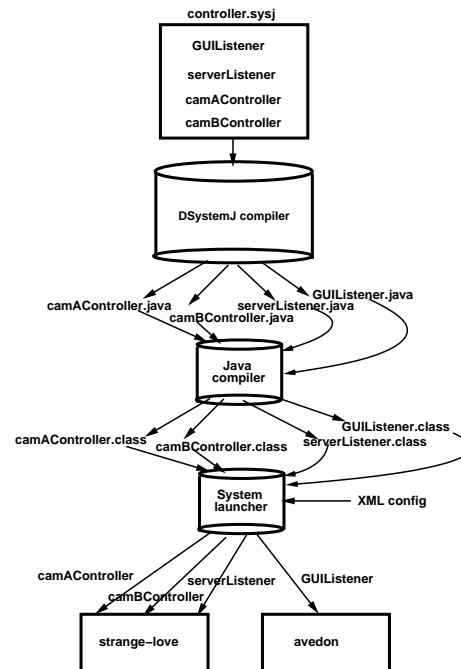 controller.sysj
GUIListener
serverListener
camAController
camBController
DSystemJ compiler
camAController.java
camBController.java
serverListener.java
GUIListener.java
Java
compiler
camAController.class
camBController.class
serverListener.class
GUIListener.class
System
launcher
XML config
camAController
camBController
serverListener
GUIListener
strange-love
avedon